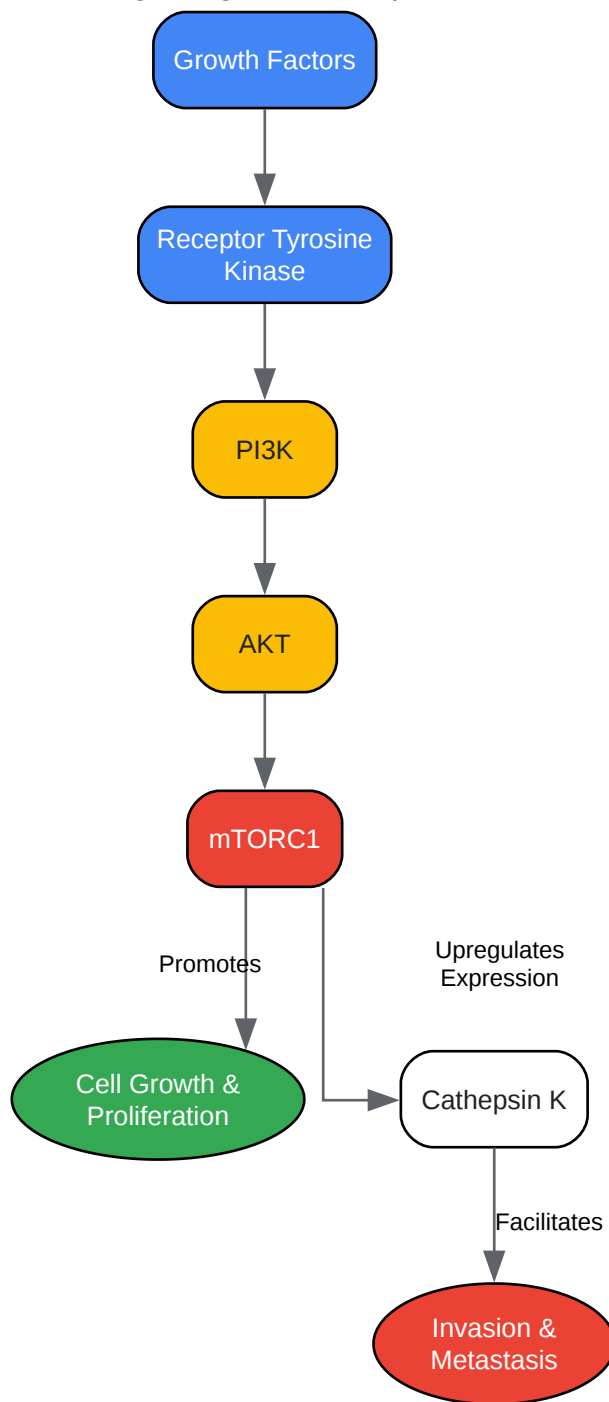 Growth Factors
Receptor Tyrosine
Kinase
PI3K
AKT
mTORC1
Promotes
Upregulates
Expression
Cell Growth &
Proliferation
Cathepsin K
Facilitates
Invasion &
Metastasis